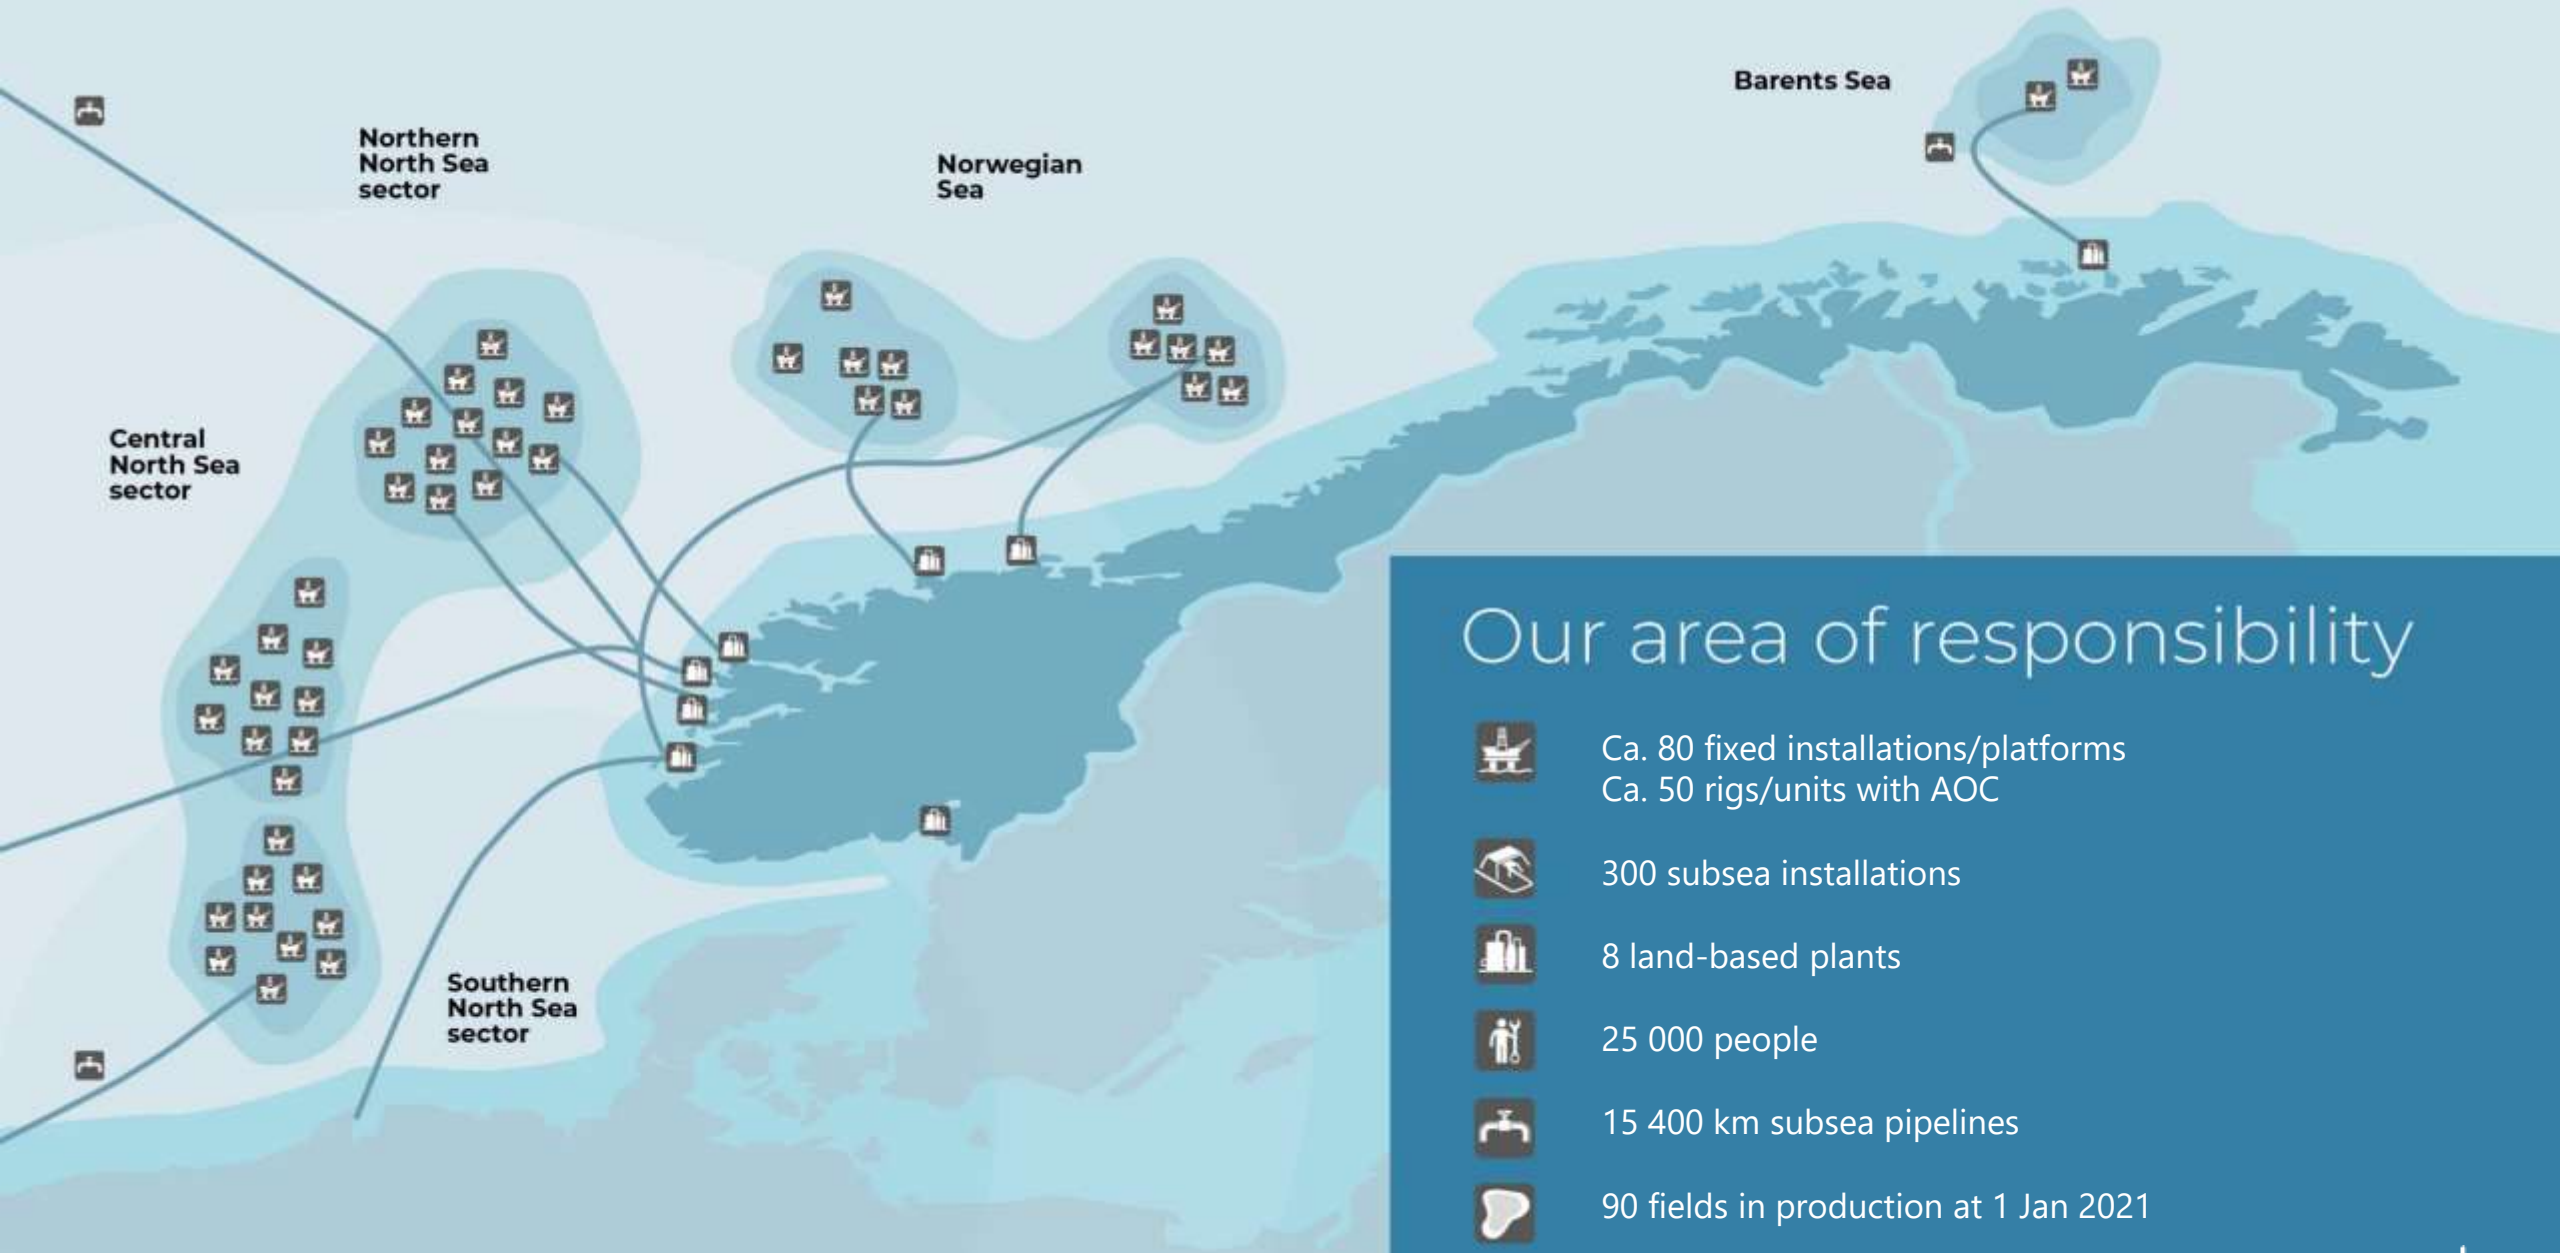 Barents Sea
Northern
North Sea
sector
Norwegian
Sea
Central
North Sea
sector
Southern
North Sea
sector
Our area of responsibility
Ca. 80 fixed installations/platforms
Ca. 50 rigs/units with AOC
300 subsea installations
8 land-based plants
25 000 people
15 400 km subsea pipelines
90 fields in production at 1 Jan 2021